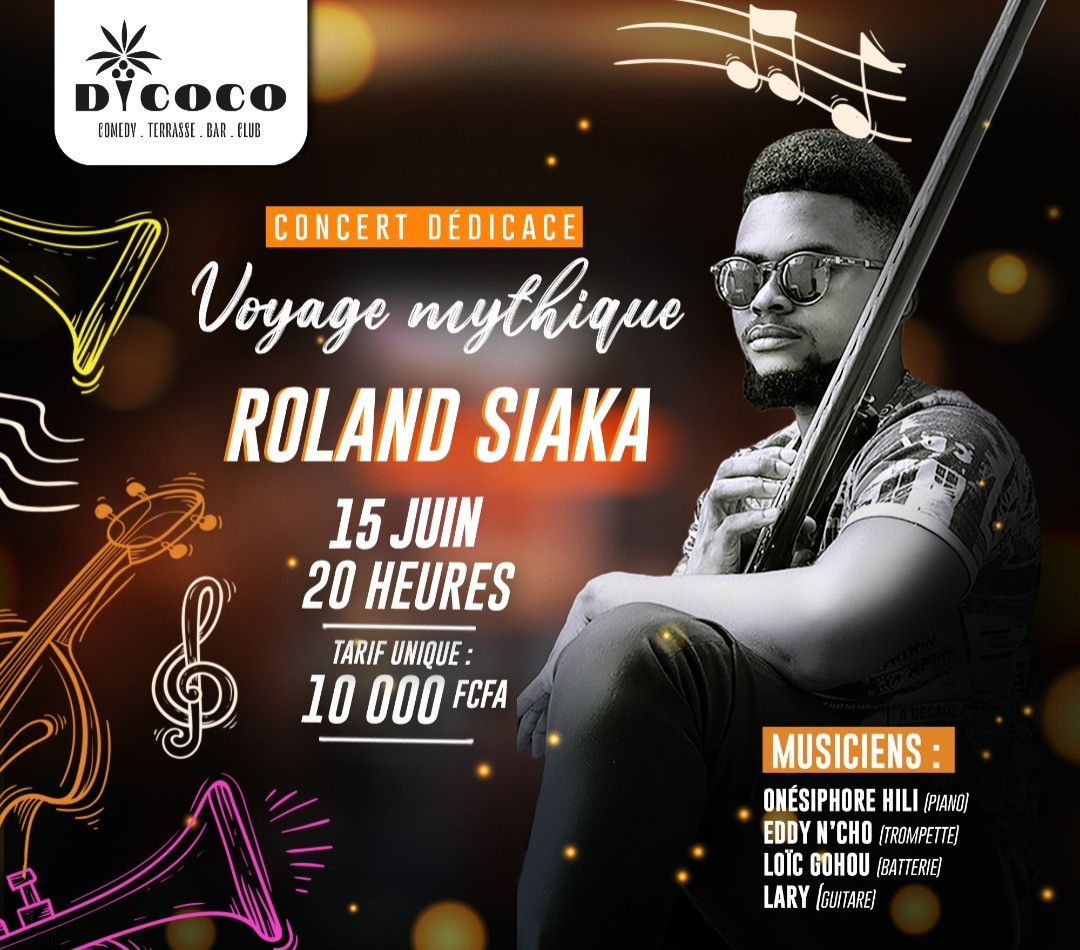 D COCO
COMEDY . TERRASSE . BAR . CLUB
CONCERT DÉDICACE
Voyage mythique
ROLAND SIAKA
15 JUIN
20 HEURES
TARIF UNIQUE :
10 000 FCFA
MUSICIENS :
ONÉSIPHORE HILI (PIANO)
EDDY N'CHO (TROMPETTE)
LOÏC GOHOU (BATTERIE)
LARY (GUITARE)